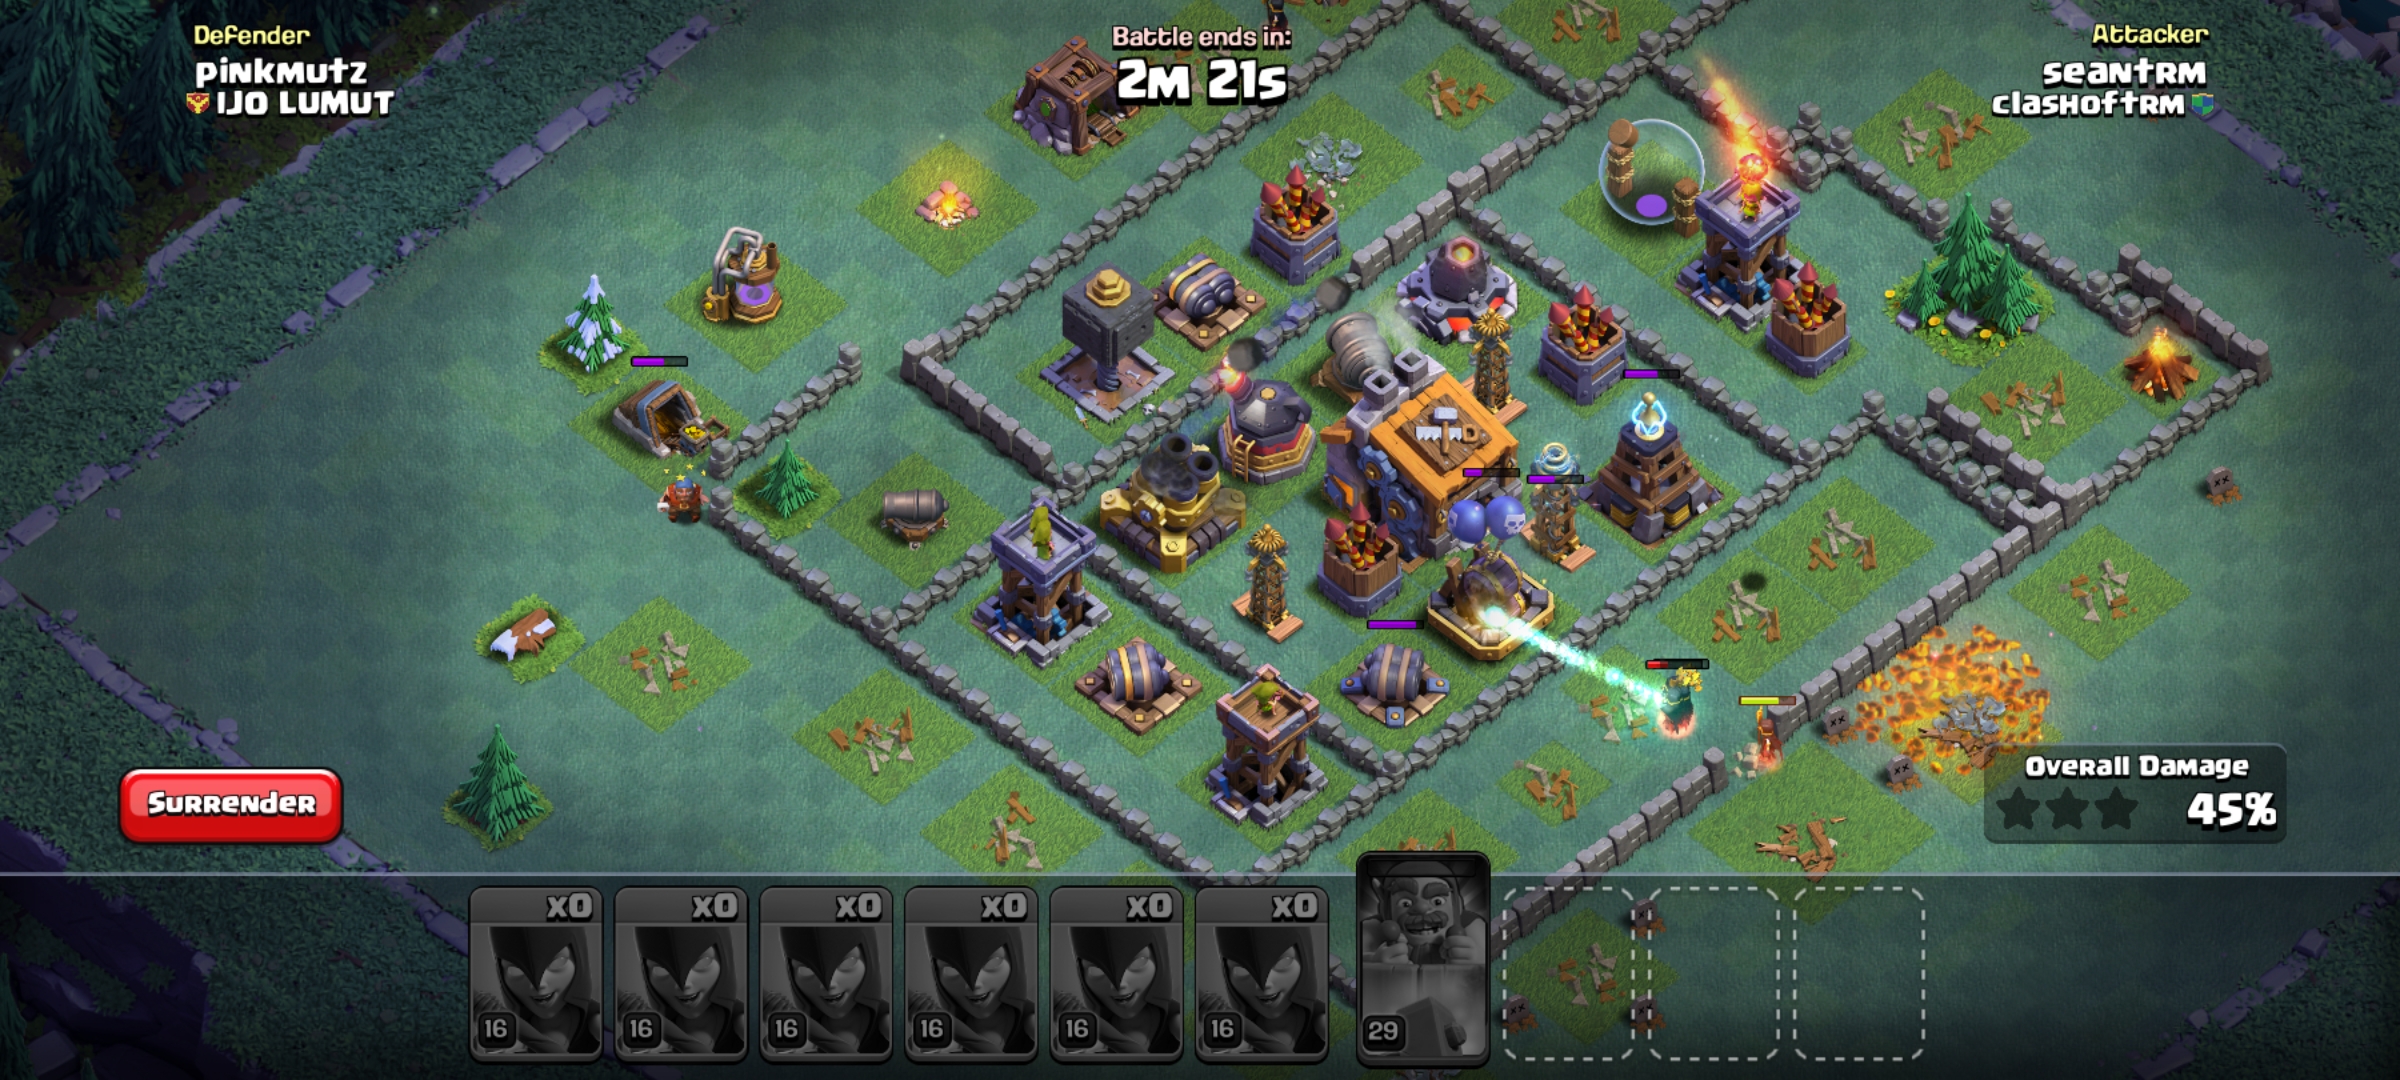 Defender
pinkmutz
IJO LUMUT
Battle ends in:
2M 21s
Attacker
seantRM
clashoftRM
Surrender
Overall Damage
45%
x0
x0
x0
x0
x0
x0
16
16
16
16
16
16
29